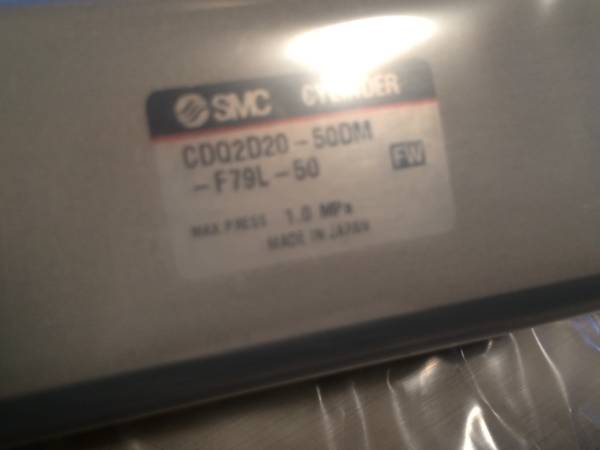 SMC CYLINDER
CDQ2D20-50DM
-F79L-50
FW
MAX PRESS 1.0 MPa
MADE IN JAPAN